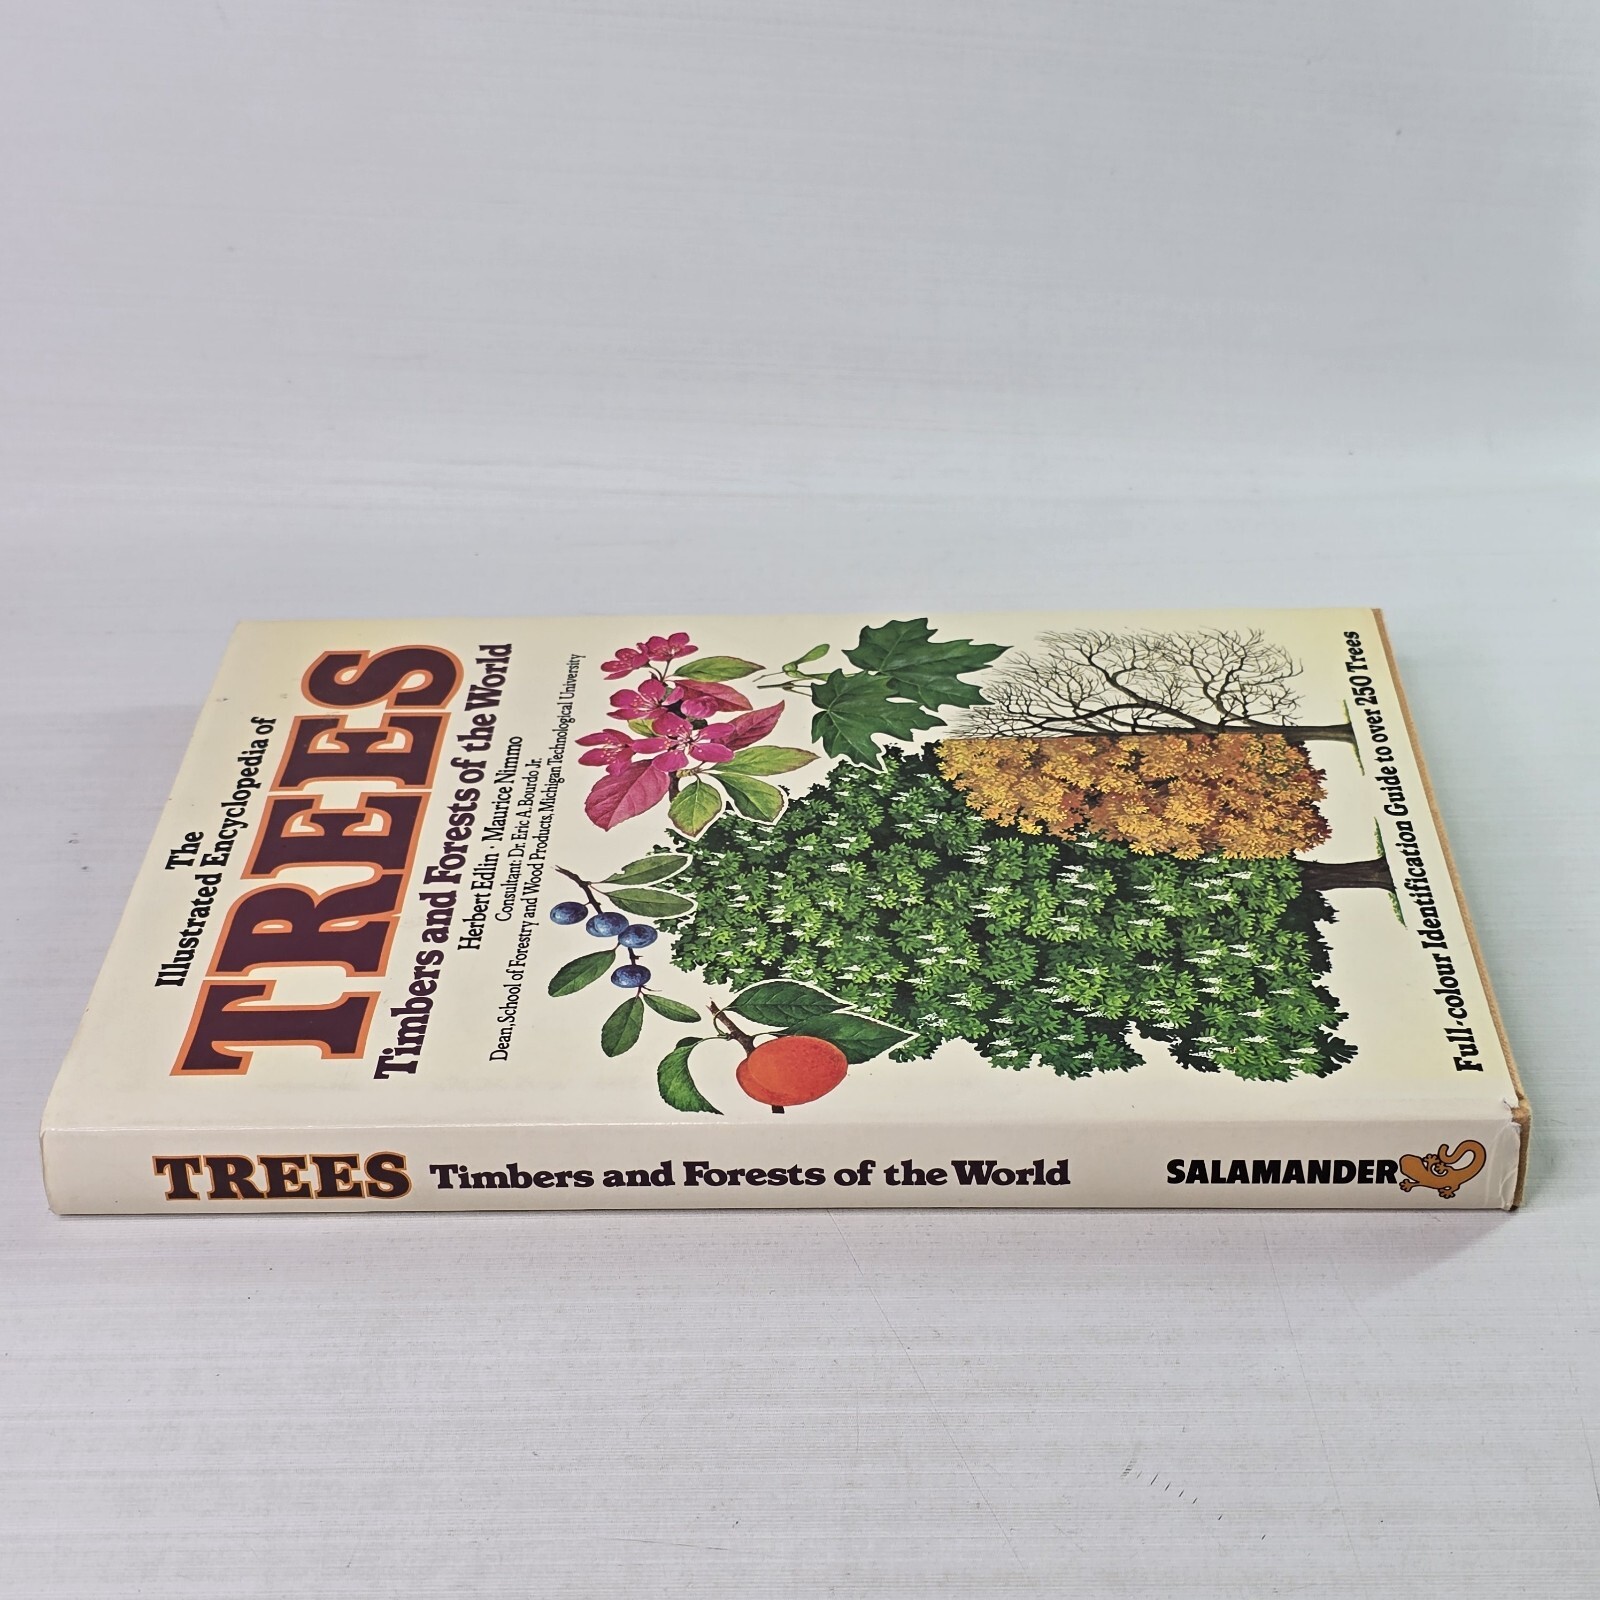 The
Illustrated Encyclopedia of
TREES
Timbers and Forests of the World
Herbert Edlin · Maurice Nimmo
Consultant: Dr. Eric A. Bourdo Jr.
Dean, School of Forestry and Wood Products, Michigan Technological University
Full-colour Identification Guide to over 250 Trees
TREES Timbers and Forests of the World SALAMANDER